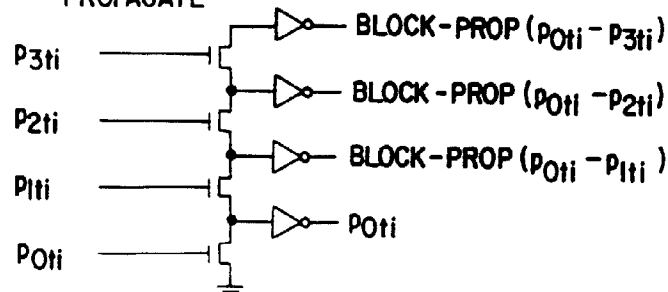 PROPAGATE
BLOCK-PROP (p0ti - p3ti)
p3ti
BLOCK-PROP (p0ti - p2ti)
p2ti
BLOCK-PROP (p0ti - p1ti)
p1ti
p0ti
p0ti